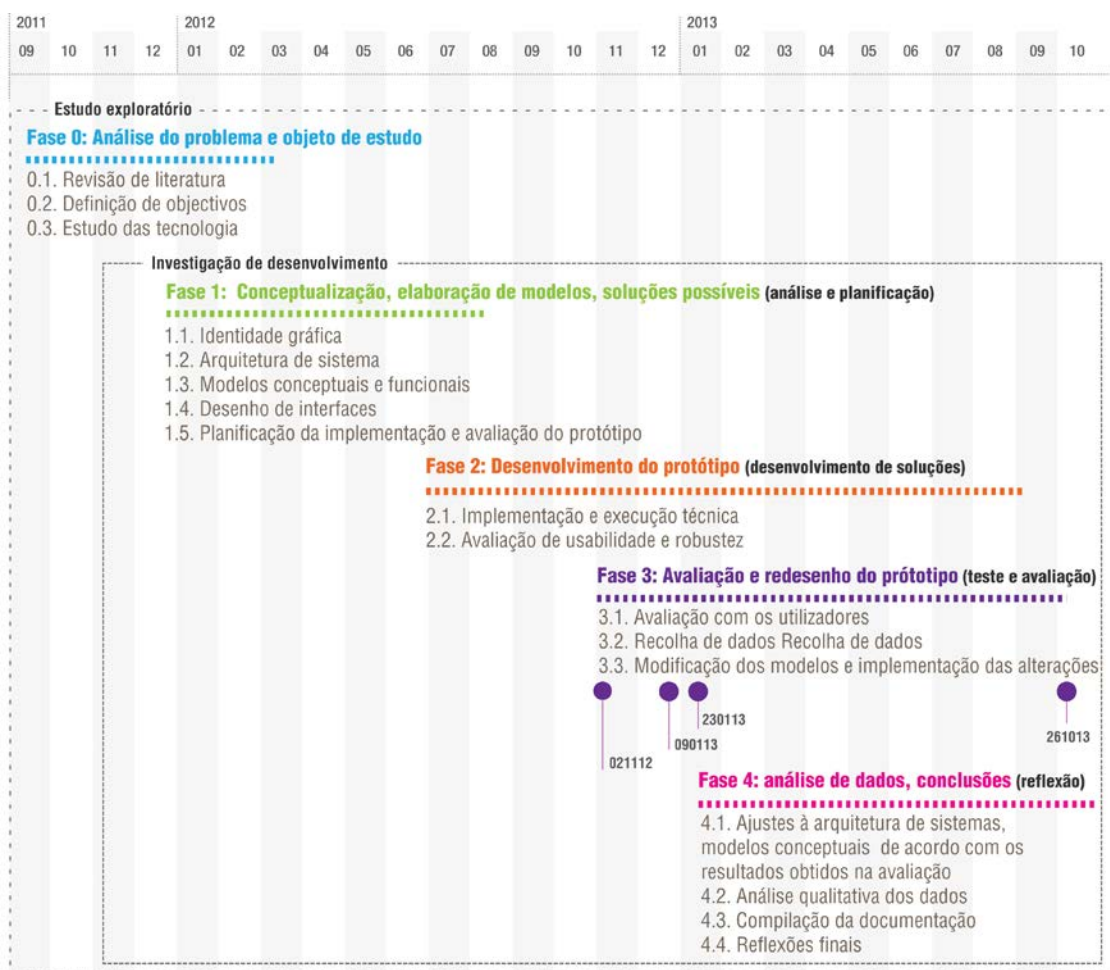 2011 2012 2013
09 10 11 12 01 02 03 04 05 06 07 08 09 10 11 12 01 02 03 04 05 06 07 08 09 10
Estudo exploratório
Fase 0: Análise do problema e objeto de estudo
0.1. Revisão de literatura
0.2. Definição de objectivos
0.3. Estudo das tecnologia
Investigação de desenvolvimento
Fase 1: Conceptualização, elaboração de modelos, soluções possíveis (análise e planificação)
1.1. Identidade gráfica
1.2. Arquitetura de sistema
1.3. Modelos conceptuais e funcionais
1.4. Desenho de interfaces
1.5. Planificação da implementação e avaliação do protótipo
Fase 2: Desenvolvimento do protótipo (desenvolvimento de soluções)
2.1. Implementação e execução técnica
2.2. Avaliação de usabilidade e robustez
Fase 3: Avaliação e redesenho do prótotipo (teste e avaliação)
3.1. Avaliação com os utilizadores
3.2. Recolha de dados Recolha de dados
3.3. Modificação dos modelos e implementação das alterações
230113
261013
090113
021112
Fase 4: análise de dados, conclusões (reflexão)
4.1. Ajustes à arquitetura de sistemas,
modelos conceptuais de acordo com os
resultados obtidos na avaliação
4.2. Análise qualitativa dos dados
4.3. Compilação da documentação
4.4. Reflexões finais